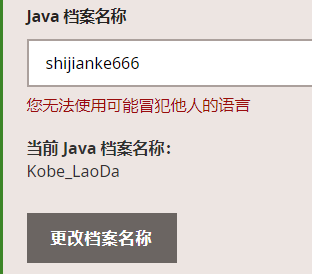 Java 档案名称
shijianke666
您无法使用可能冒犯他人的语言
当前 Java 档案名称：
Kobe_LaoDa
更改档案名称